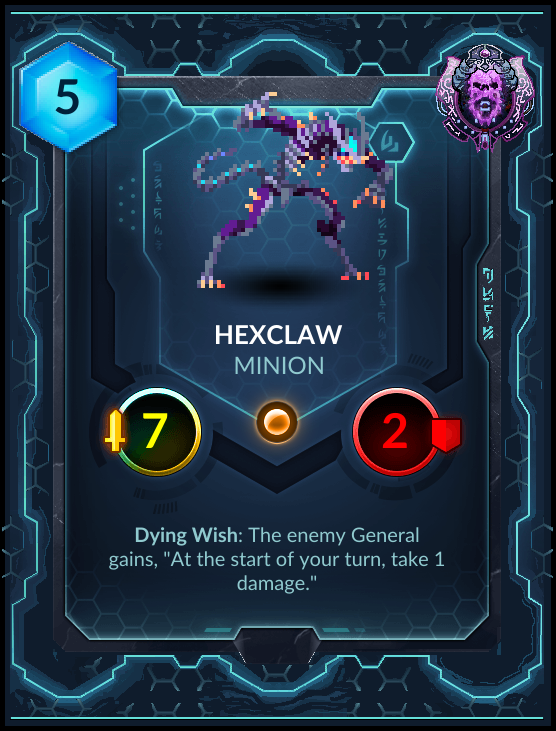 5
HEXCLAW
MINION
7
2
Dying Wish: The enemy General
gains, "At the start of your turn, take 1
damage."